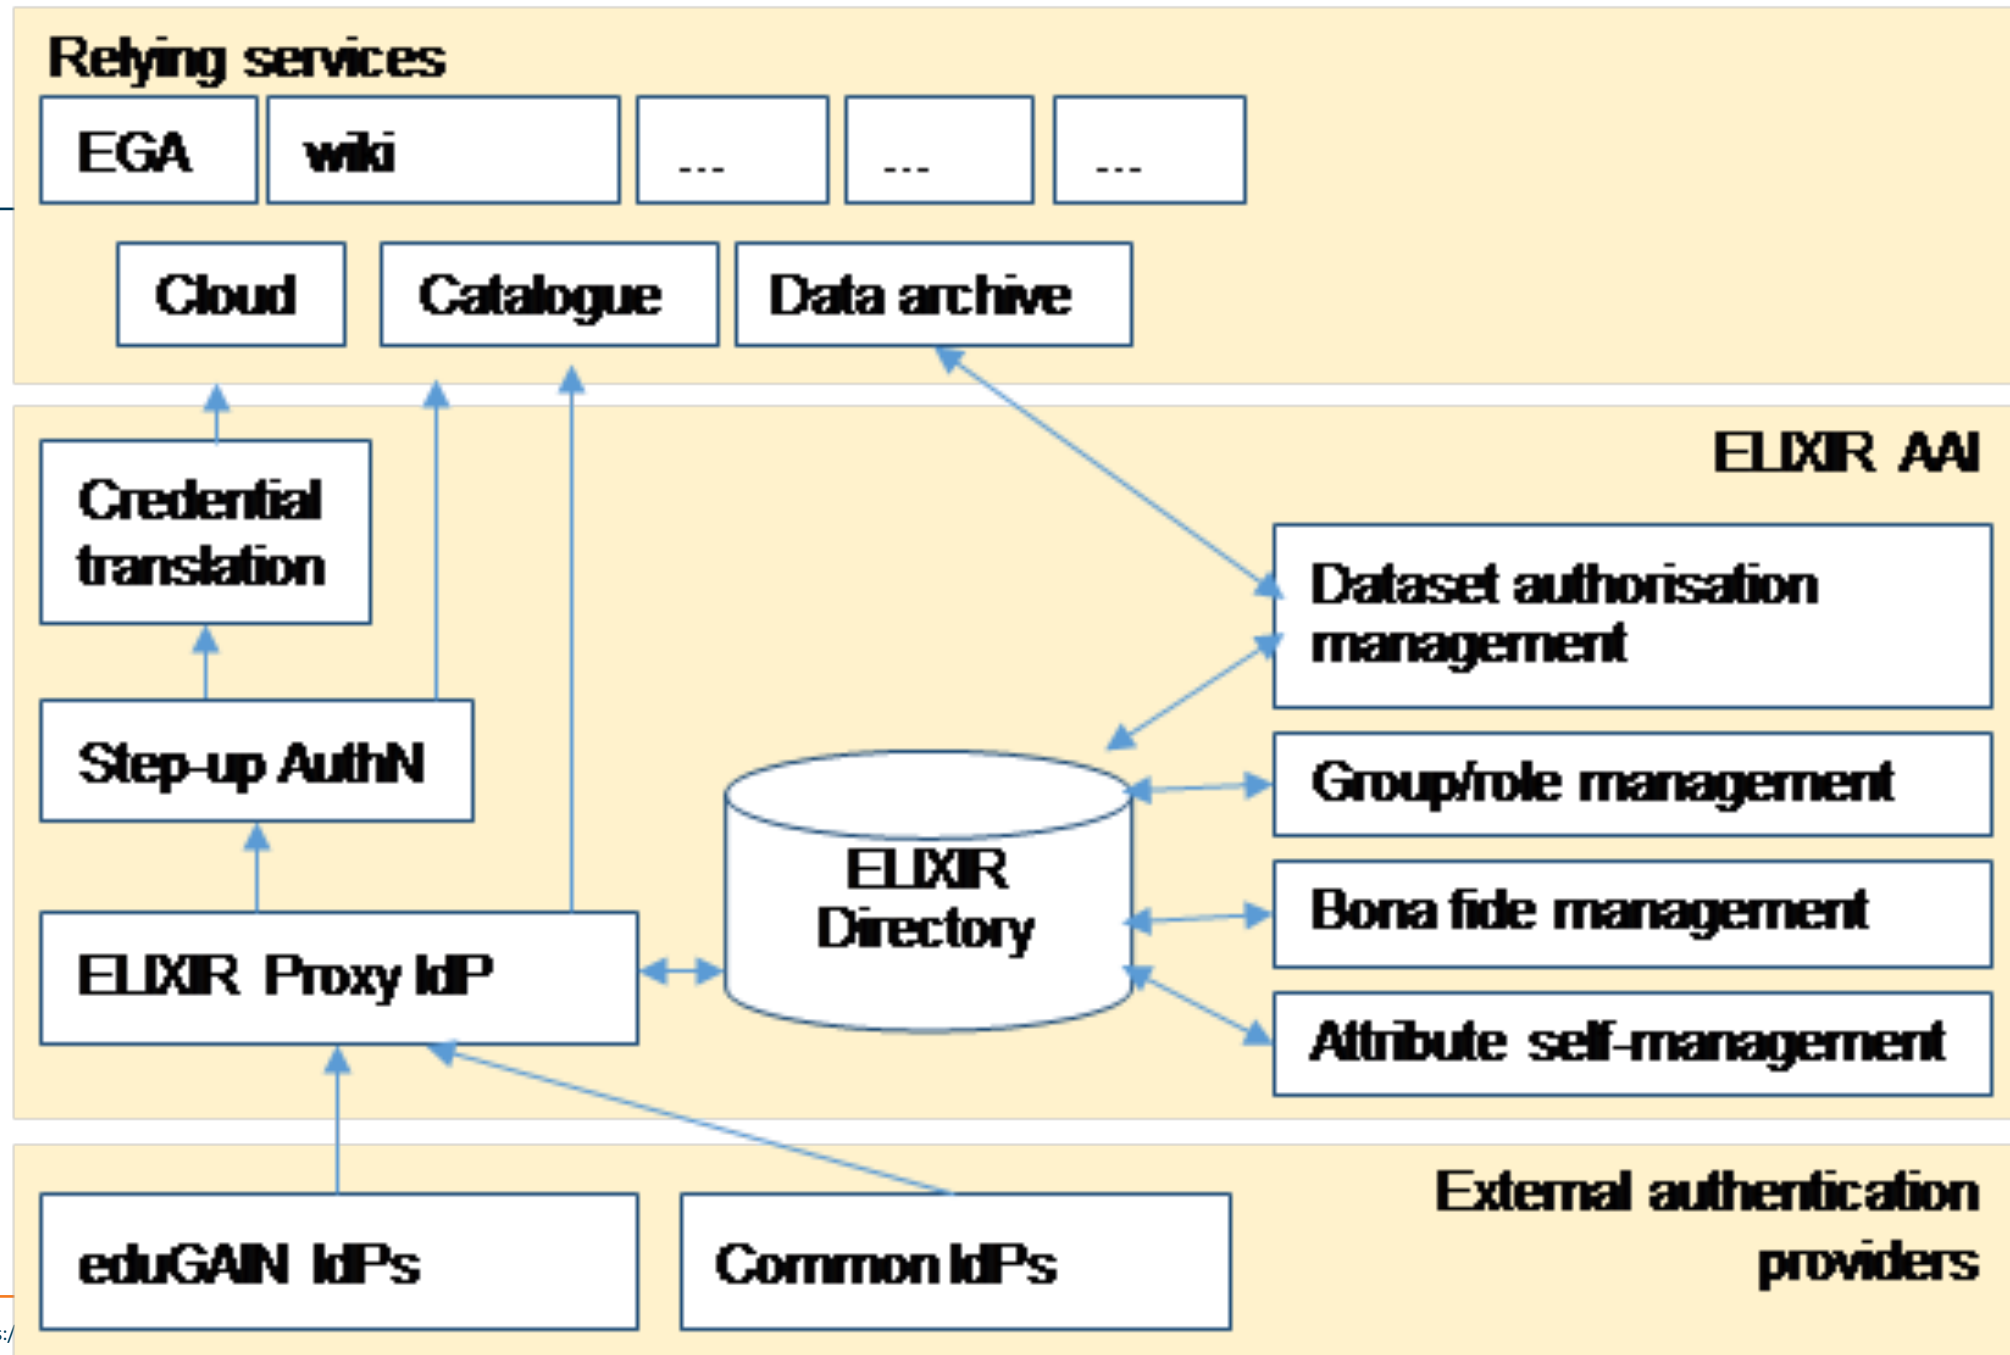 Relying services
EGA
wiki
...
...
...
Cloud
Catalogue
Data archive
ELIXIR AAI
Credential
translation
Dataset authorisation
management
Step-up AuthN
Group/role management
ELIXIR
Directory
Bona fide management
ELIXIR Proxy IdP
Attribute self-management
External authentication
providers
eduGAIN IdPs
Common IdPs
s:/